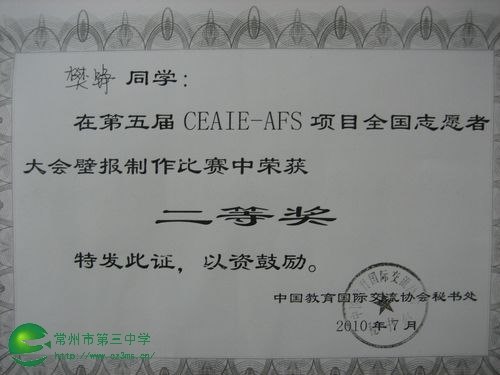 樊铮 同学：
在第五届 CEAIE-AFS 项目全国志愿者
大会壁报制作比赛中荣获
二等奖
特发此证，以资鼓励。
中国教育国际交流协会秘书处
2010年7月
常州市第三中学
http://www.cz3ms.cn/